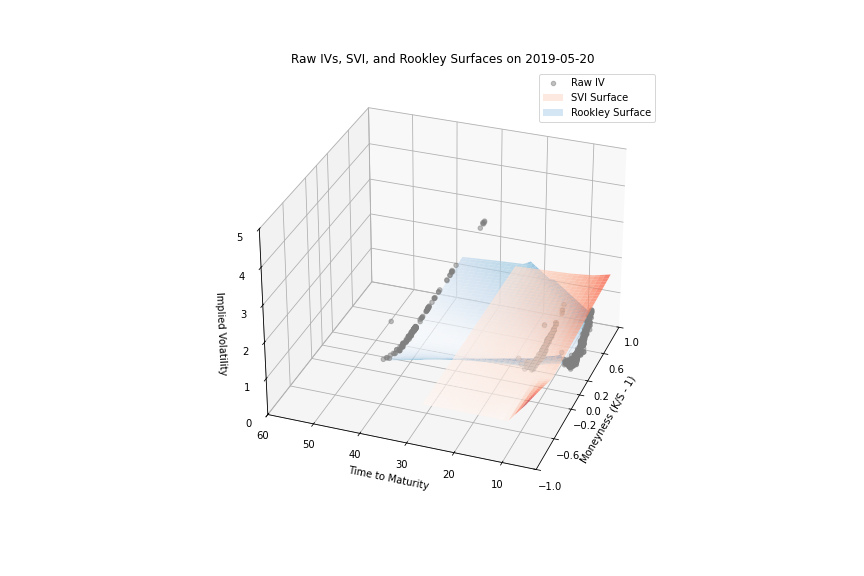 Raw IVs, SVI, and Rookley Surfaces on 2019-05-20
Raw IV
SVI Surface
Rookley Surface
5
4
3
2
1
0
Implied Volatility
60
50
40
30
20
10
Time to Maturity
1.0
0.6
0.2
0.0
−0.2
−0.6
−1.0
Moneyness (K/S - 1)